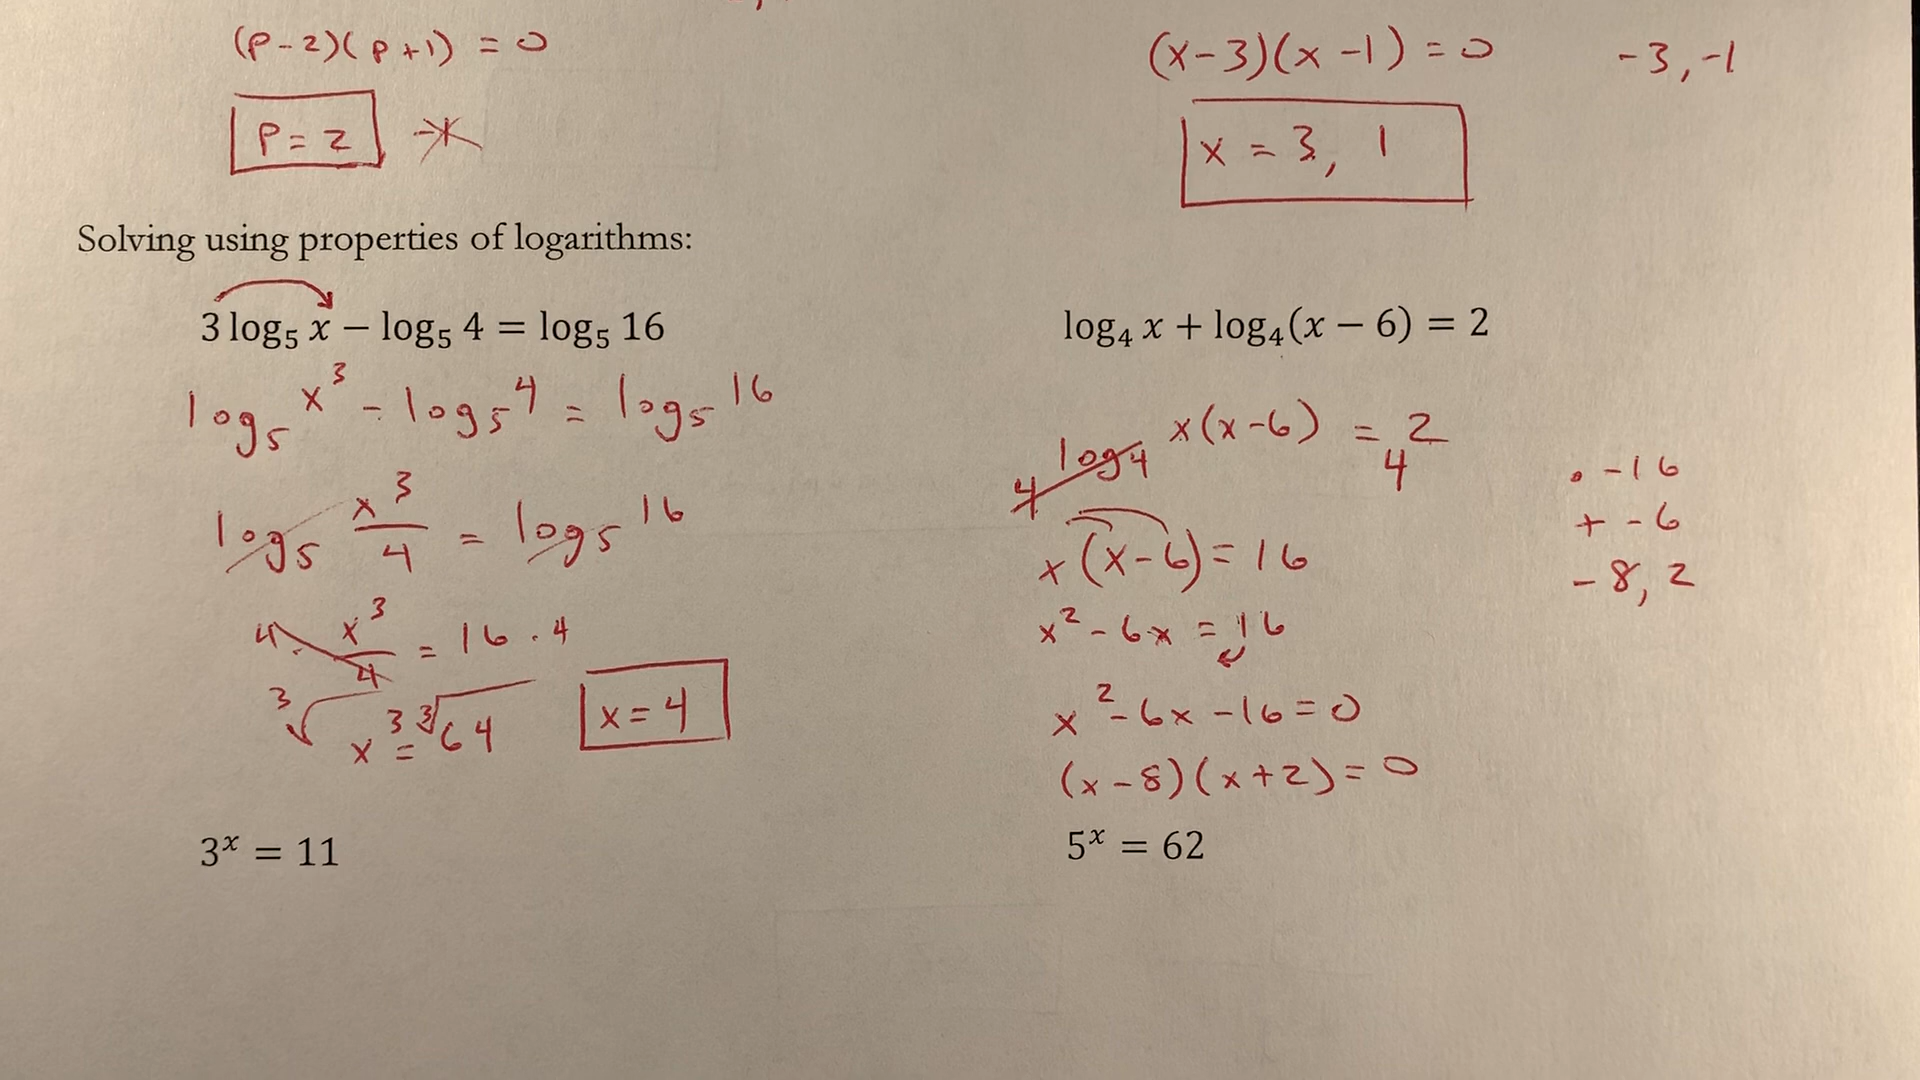 (p-2)(p+1) = 0
p = 2
(x-3)(x-1) = 0
-3, -1
x = 3, 1
Solving using properties of logarithms:
3 log₅ x − log₅ 4 = log₅ 16
log₅ x³ - log₅ 4 = log₅ 16
log₅ x³/4 = log₅ 16
4 · x³/4 = 16 · 4
∛ x³ = ∛64
x = 4
log₄ x + log₄(x − 6) = 2
4 log₄ x(x-6) = 4 2
x(x-6) = 16
x² - 6x = 16
x² - 6x - 16 = 0
(x-8)(x+2) = 0
· -16
+ -6
-8, 2
3ˣ = 11
5ˣ = 62